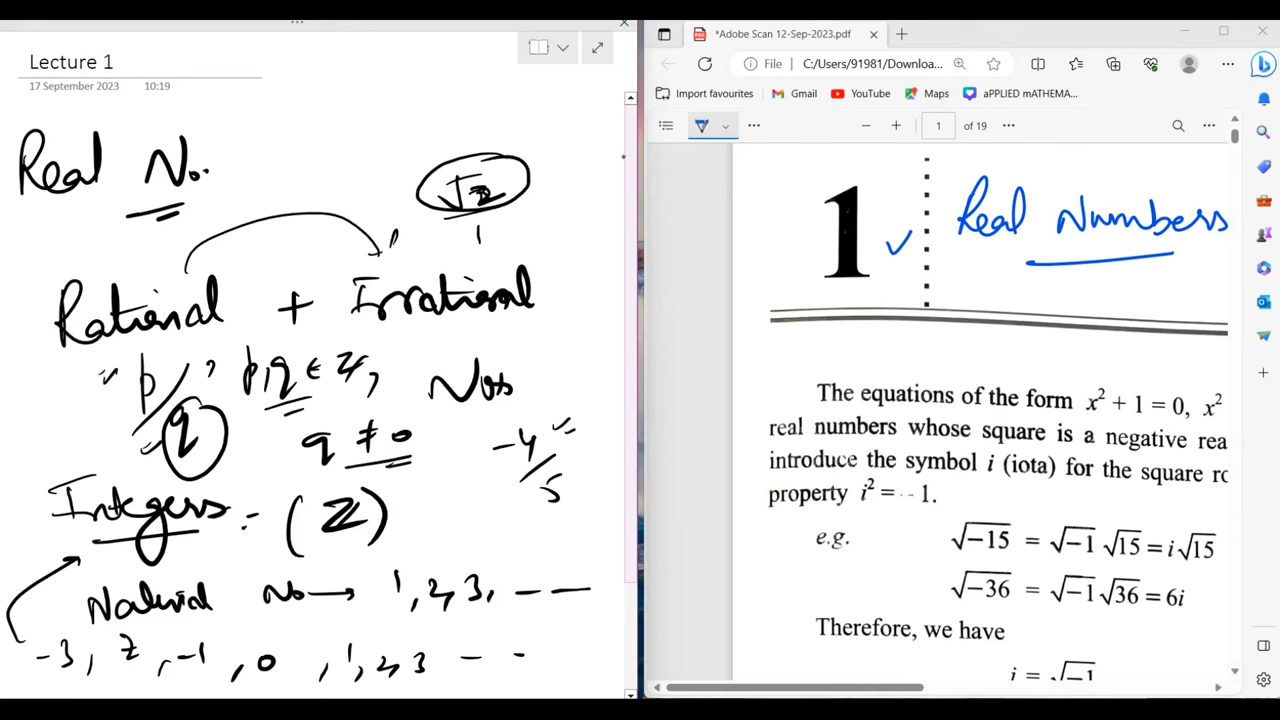 Lecture 1
17 September 2023 10:19
Real No.
√2
1
Rational + Irrational
"p/q" p,q ∈ Z, Nos
q ≠ 0 -4/5
Integers = (Z)
Natural No → 1, 2, 3, ---
-3, 2, -1, 0, 1, 2, 3 --
*Adobe Scan 12-Sep-2023.pdf
File C:/Users/91981/Downloa...
Import favourites Gmail YouTube Maps aPPLIED mATHEMA...
1 of 19
1 Real Numbers
The equations of the form x² + 1 = 0, x²
real numbers whose square is a negative rea
introduce the symbol i (iota) for the square ro
property i² = - 1.
e.g. √-15 = √-1 √15 = i√15
√-36 = √-1 √36 = 6i
Therefore, we have
i = √-1